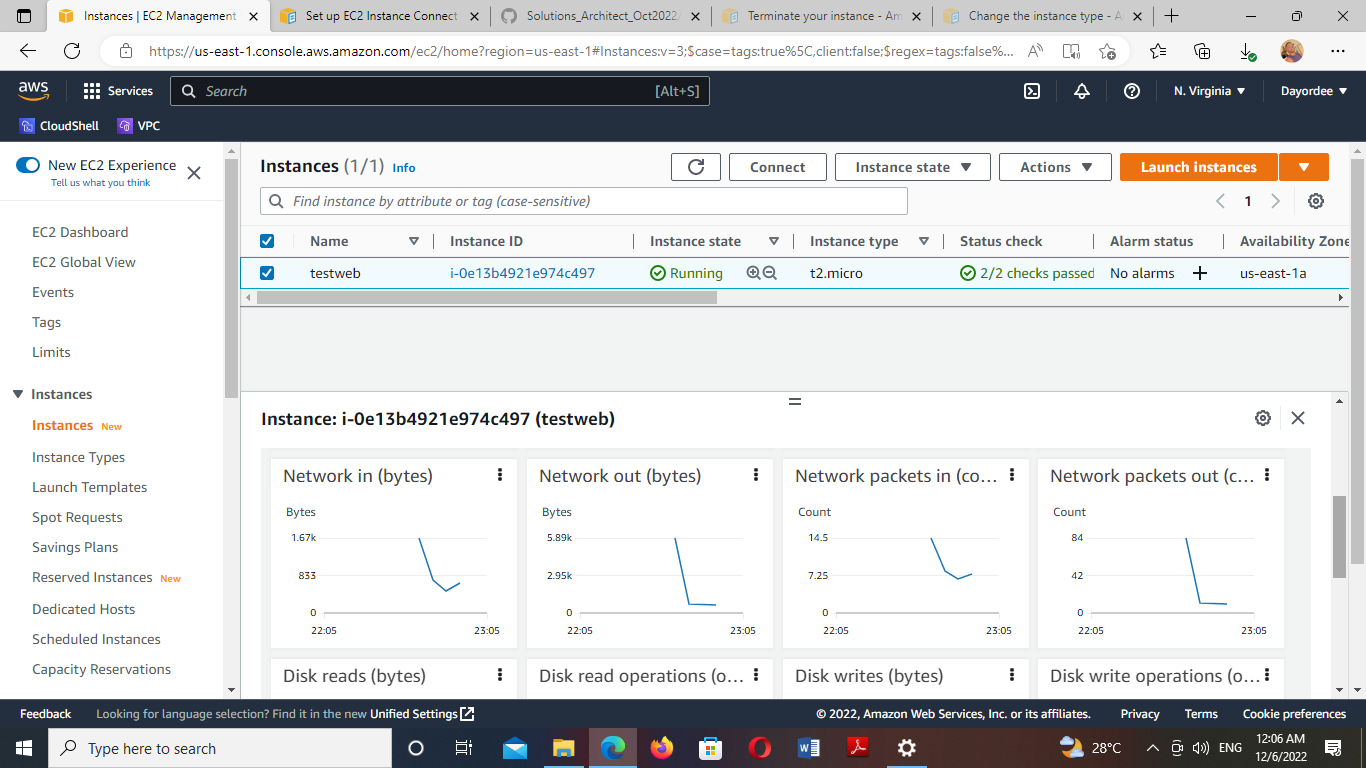 Instances | EC2 Management
Set up EC2 Instance Connect
Solutions_Architect_Oct2022/
Terminate your instance - Am
Change the instance type - A
https://us-east-1.console.aws.amazon.com/ec2/home?region=us-east-1#Instances:v=3;$case=tags:true%5C,client:false;$regex=tags:false%...
aws
Services
Search
[Alt+S]
N. Virginia
Dayordee
CloudShell
VPC
New EC2 Experience
Tell us what you think
EC2 Dashboard
EC2 Global View
Events
Tags
Limits
Instances
Instances New
Instance Types
Launch Templates
Spot Requests
Savings Plans
Reserved Instances New
Dedicated Hosts
Scheduled Instances
Capacity Reservations
Instances (1/1) Info
Connect
Instance state
Actions
Launch instances
Find instance by attribute or tag (case-sensitive)
1
Name
Instance ID
Instance state
Instance type
Status check
Alarm status
Availability Zone
testweb
i-0e13b4921e974c497
Running
t2.micro
2/2 checks passed
No alarms
us-east-1a
Instance: i-0e13b4921e974c497 (testweb)
Network in (bytes)
Bytes
1.67k
833
0
22:05
23:05
Network out (bytes)
Bytes
5.89k
2.95k
0
22:05
23:05
Network packets in (co...
Count
14.5
7.25
0
22:05
23:05
Network packets out (c...
Count
84
42
0
22:05
23:05
Disk reads (bytes)
Disk read operations (o...
Disk writes (bytes)
Disk write operations (o...
Feedback
Looking for language selection? Find it in the new Unified Settings
© 2022, Amazon Web Services, Inc. or its affiliates.
Privacy
Terms
Cookie preferences
Type here to search
28°C
ENG
12:06 AM
12/6/2022